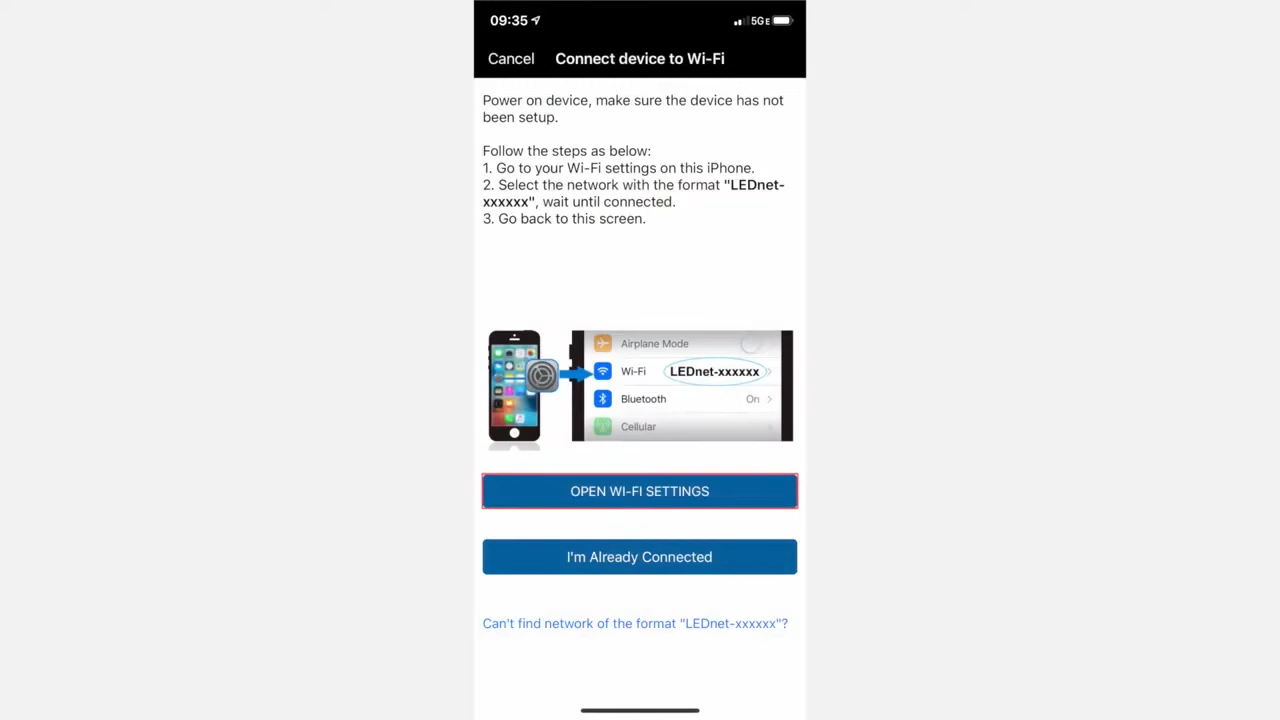 09:35
5GE
Cancel
Connect device to Wi-Fi
Power on device, make sure the device has not
been setup.
Follow the steps as below:
1. Go to your Wi-Fi settings on this iPhone.
2. Select the network with the format "LEDnet-
xxxxxx", wait until connected.
3. Go back to this screen.
Airplane Mode
Wi-Fi LEDnet-xxxxxx
Bluetooth On
Cellular
OPEN WI-FI SETTINGS
I'm Already Connected
Can't find network of the format "LEDnet-xxxxxx"?